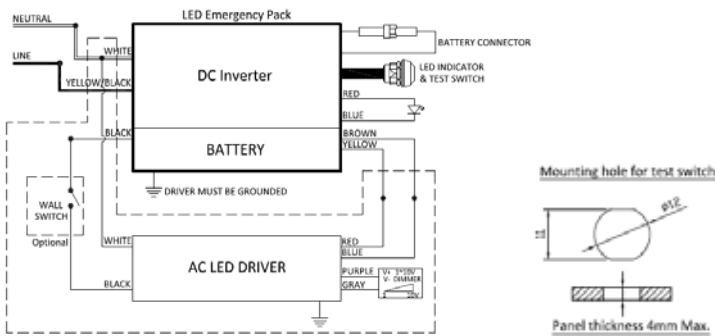 LED Emergency Pack
NEUTRAL
WHITE
LINE
YELLOW/BLACK
DC Inverter
BATTERY CONNECTOR
LED INDICATOR
& TEST SWITCH
RED
BLUE
BLACK
BATTERY
BROWN
YELLOW
DRIVER MUST BE GROUNDED
WALL
SWITCH
Optional
WHITE
BLACK
AC LED DRIVER
RED
BLUE
PURPLE
GRAY
V+ 1*10V
V- DIMMER
10V
Mounting hole for test switch
11
ø12
Panel thickness 4mm Max.